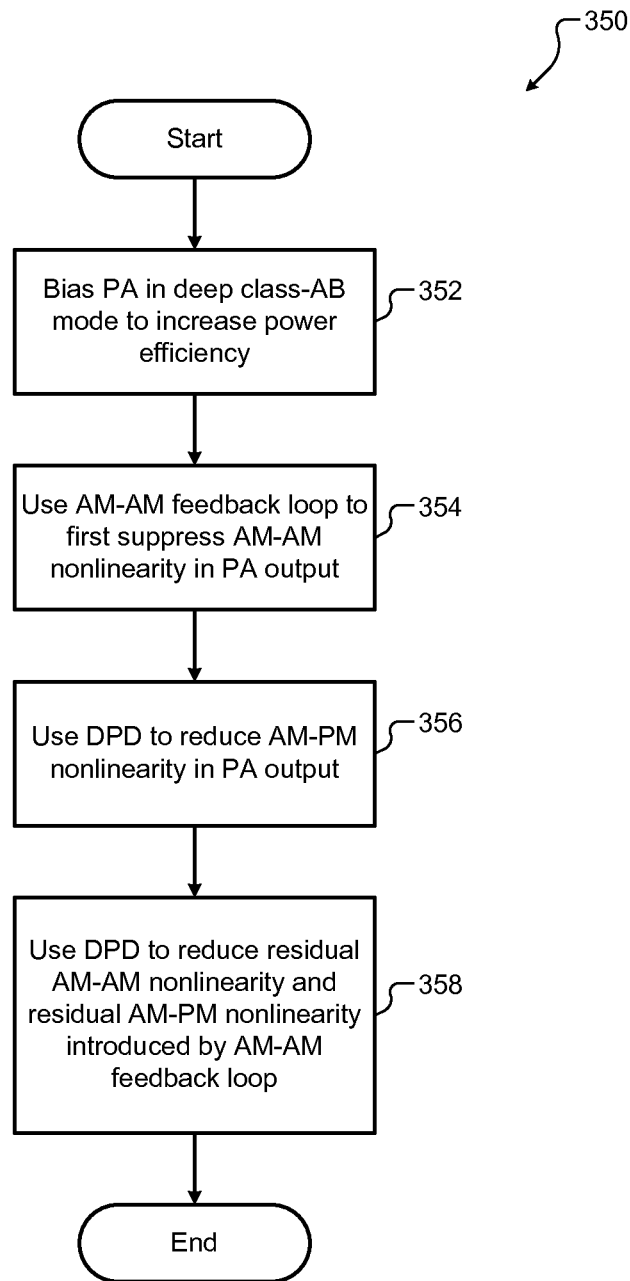 350
Start
Bias PA in deep class-AB
mode to increase power
efficiency
352
Use AM-AM feedback loop to
first suppress AM-AM
nonlinearity in PA output
354
Use DPD to reduce AM-PM
nonlinearity in PA output
356
Use DPD to reduce residual
AM-AM nonlinearity and
residual AM-PM nonlinearity
introduced by AM-AM
feedback loop
358
End